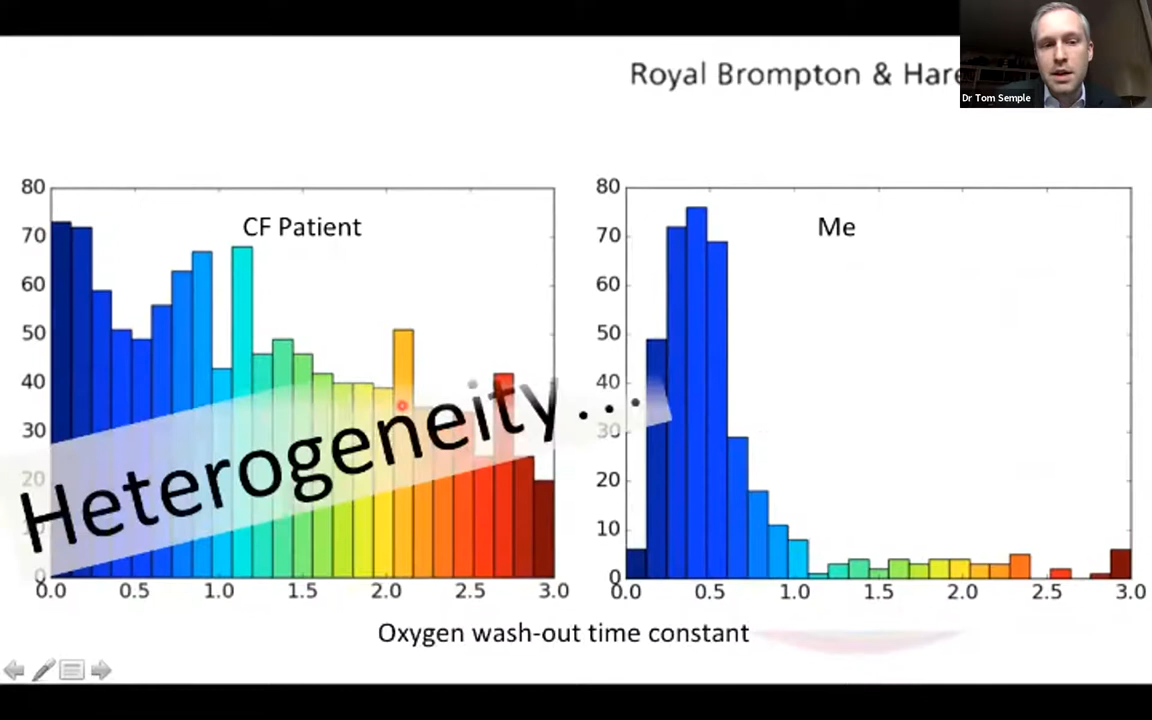 Royal Brompton & Hare
Dr Tom Semple
80
70
60
50
40
30
20
0
CF Patient
0.0 0.5 1.0 1.5 2.0 2.5 3.0
80
70
60
50
40
30
20
10
0
Me
0.0 0.5 1.0 1.5 2.0 2.5 3.0
Heterogeneity...
Oxygen wash-out time constant